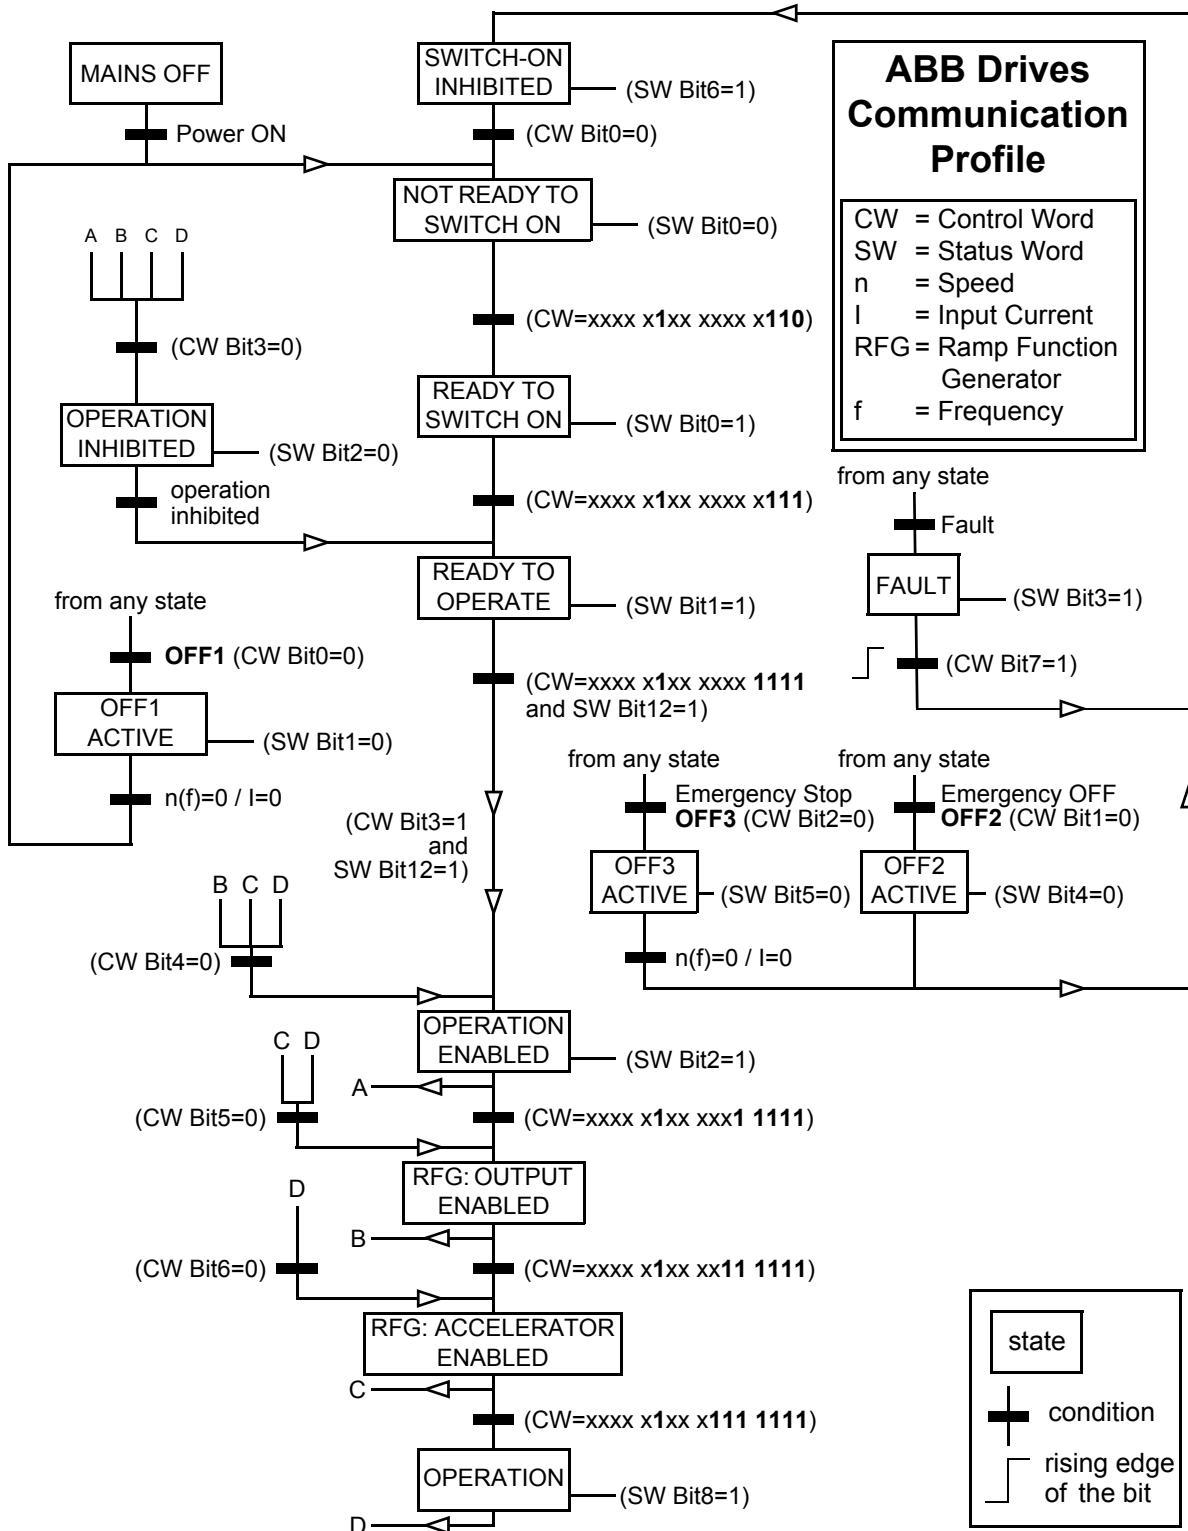 MAINS OFF
Power ON
SWITCH-ON
INHIBITED
(SW Bit6=1)
(CW Bit0=0)
ABB Drives
Communication
Profile
CW = Control Word
SW = Status Word
n = Speed
I = Input Current
RFG = Ramp Function
Generator
f = Frequency
NOT READY TO
SWITCH ON
(SW Bit0=0)
A B C D
(CW Bit3=0)
(CW=xxxx x1xx xxxx x110)
OPERATION
INHIBITED
(SW Bit2=0)
READY TO
SWITCH ON
(SW Bit0=1)
operation
inhibited
(CW=xxxx x1xx xxxx x111)
from any state
Fault
FAULT
(SW Bit3=1)
(CW Bit7=1)
READY TO
OPERATE
(SW Bit1=1)
from any state
OFF1 (CW Bit0=0)
OFF1
ACTIVE
(SW Bit1=0)
n(f)=0 / I=0
(CW=xxxx x1xx xxxx 1111
and SW Bit12=1)
(CW Bit3=1
and
SW Bit12=1)
from any state
Emergency Stop
OFF3 (CW Bit2=0)
OFF3
ACTIVE
(SW Bit5=0)
n(f)=0 / I=0
from any state
Emergency OFF
OFF2 (CW Bit1=0)
OFF2
ACTIVE
(SW Bit4=0)
B C D
(CW Bit4=0)
OPERATION
ENABLED
(SW Bit2=1)
A
C D
(CW Bit5=0)
(CW=xxxx x1xx xxx1 1111)
RFG: OUTPUT
ENABLED
D
B
(CW Bit6=0)
(CW=xxxx x1xx xx11 1111)
RFG: ACCELERATOR
ENABLED
C
(CW=xxxx x1xx x111 1111)
OPERATION
(SW Bit8=1)
D
state
condition
rising edge
of the bit